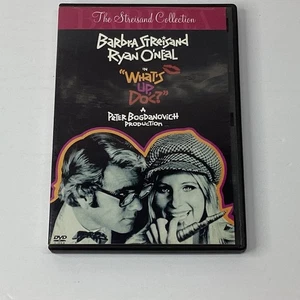 The Streisand Collection
Barbra Streisand
Ryan O'Neal
IN
"What's
up,
Doc?"
A
Peter Bogdanovich
Production
DVD